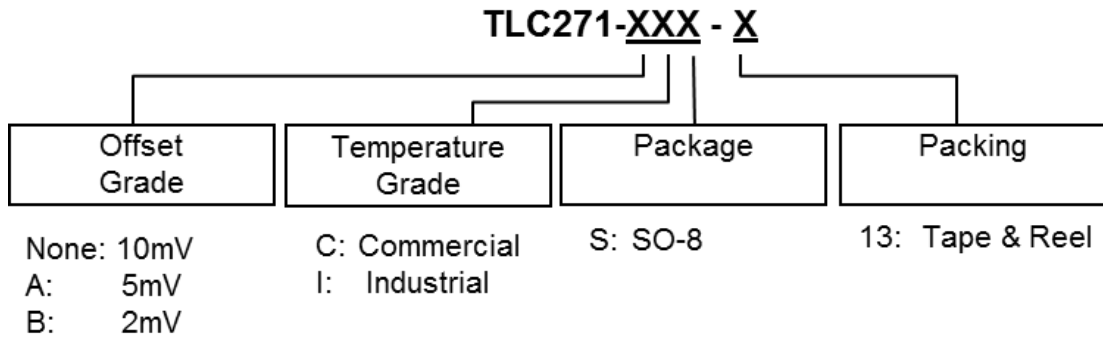 TLC271-XXX - X
Offset
Grade
Temperature
Grade
Package
Packing
None: 10mV
A: 5mV
B: 2mV
C: Commercial
I: Industrial
S: SO-8
13: Tape & Reel